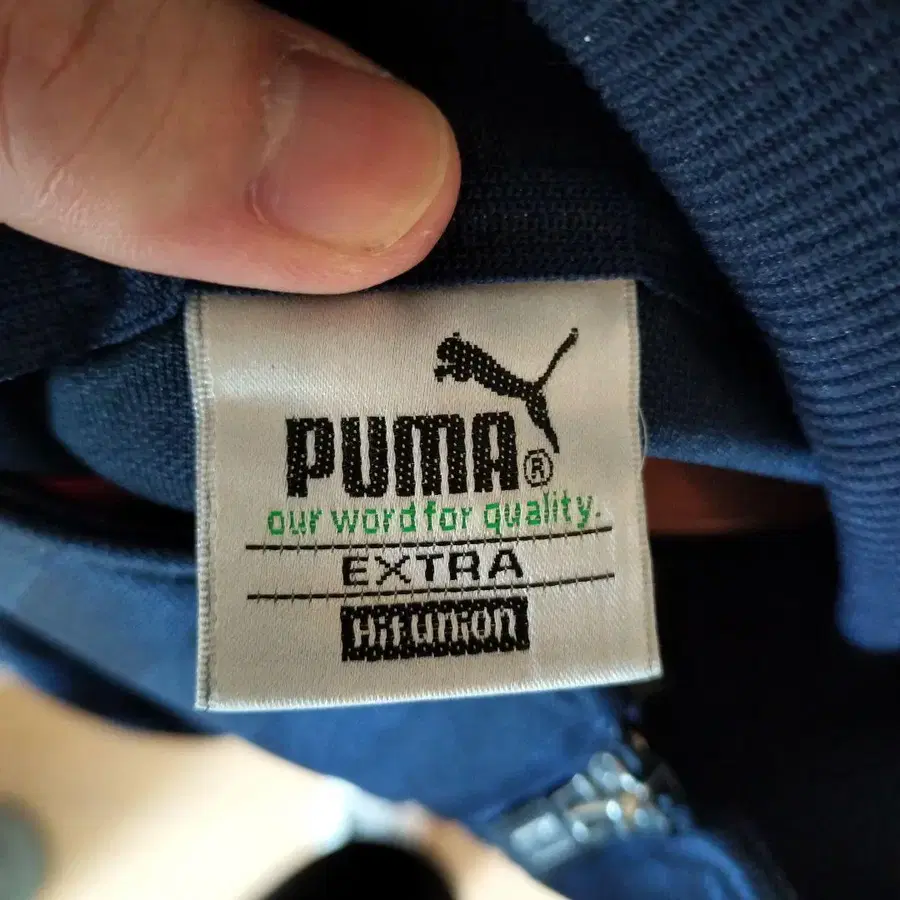 PUMA®
our word for quality.
EXTRA
Hit union